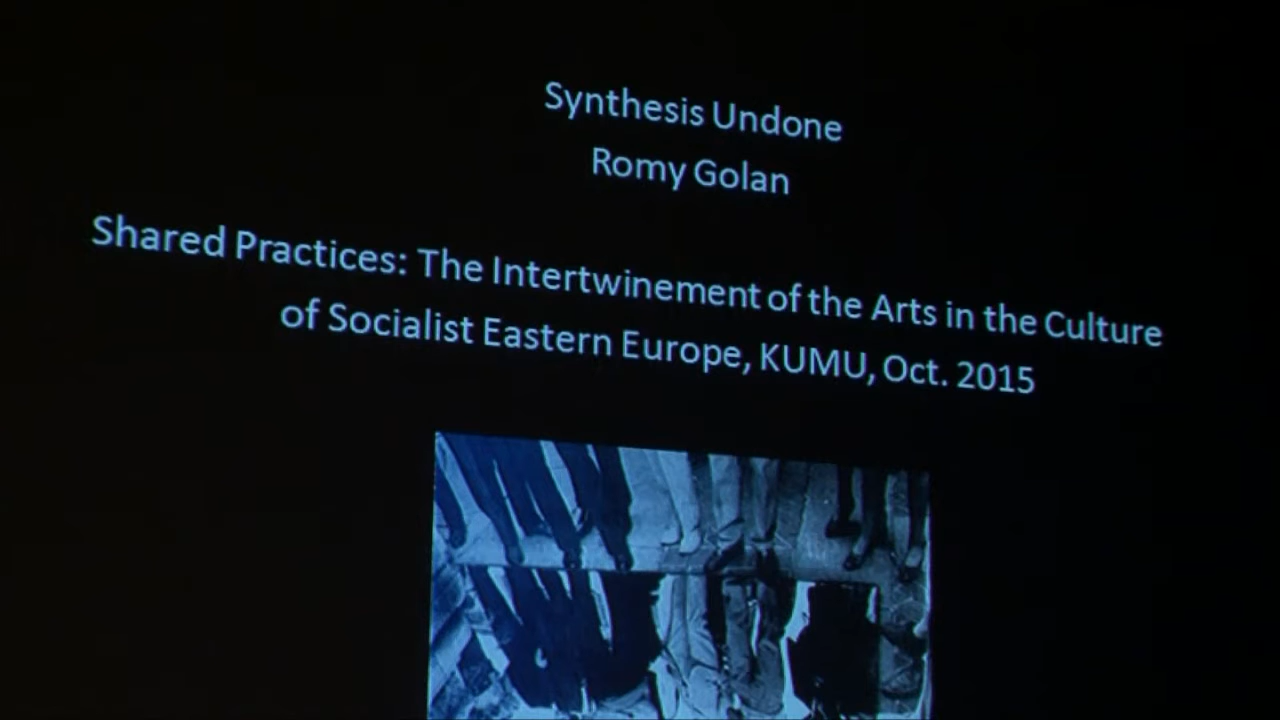 Synthesis Undone
Romy Golan
Shared Practices: The Intertwinement of the Arts in the Culture
of Socialist Eastern Europe, KUMU, Oct. 2015